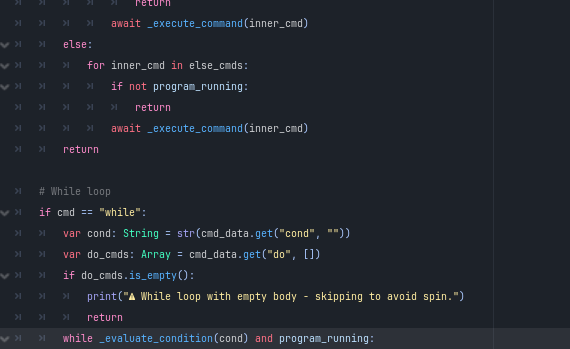 return
await _execute_command(inner_cmd)
else:
for inner_cmd in else_cmds:
if not program_running:
return
await _execute_command(inner_cmd)
return
# While loop
if cmd == "while":
var cond: String = str(cmd_data.get("cond", ""))
var do_cmds: Array = cmd_data.get("do", [])
if do_cmds.is_empty():
print("⚠ While loop with empty body - skipping to avoid spin.")
return
while _evaluate_condition(cond) and program_running: